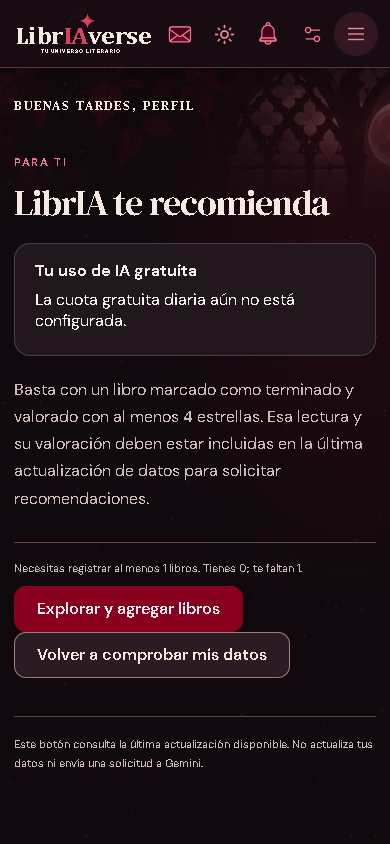 LibrIAverse
TU UNIVERSO LITERARIO
BUENAS TARDES, PERFIL
PARA TI
LibrIA te recomienda
Tu uso de IA gratuita
La cuota gratuita diaria aún no está
configurada.
Basta con un libro marcado como terminado y
valorado con al menos 4 estrellas. Esa lectura y
su valoración deben estar incluidas en la última
actualización de datos para solicitar
recomendaciones.
Necesitas registrar al menos 1 libros. Tienes 0; te faltan 1.
Explorar y agregar libros
Volver a comprobar mis datos
Este botón consulta la última actualización disponible. No actualiza tus
datos ni envía una solicitud a Gemini.